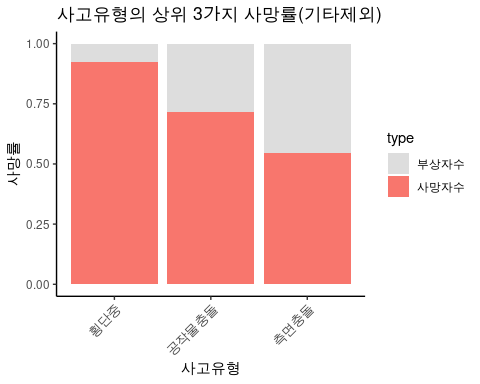 사고유형의 상위 3가지 사망률(기타제외)
1.00
0.75
0.50
0.25
0.00
사망률
횡단중
공작물충돌
측면충돌
사고유형
type
부상자수
사망자수